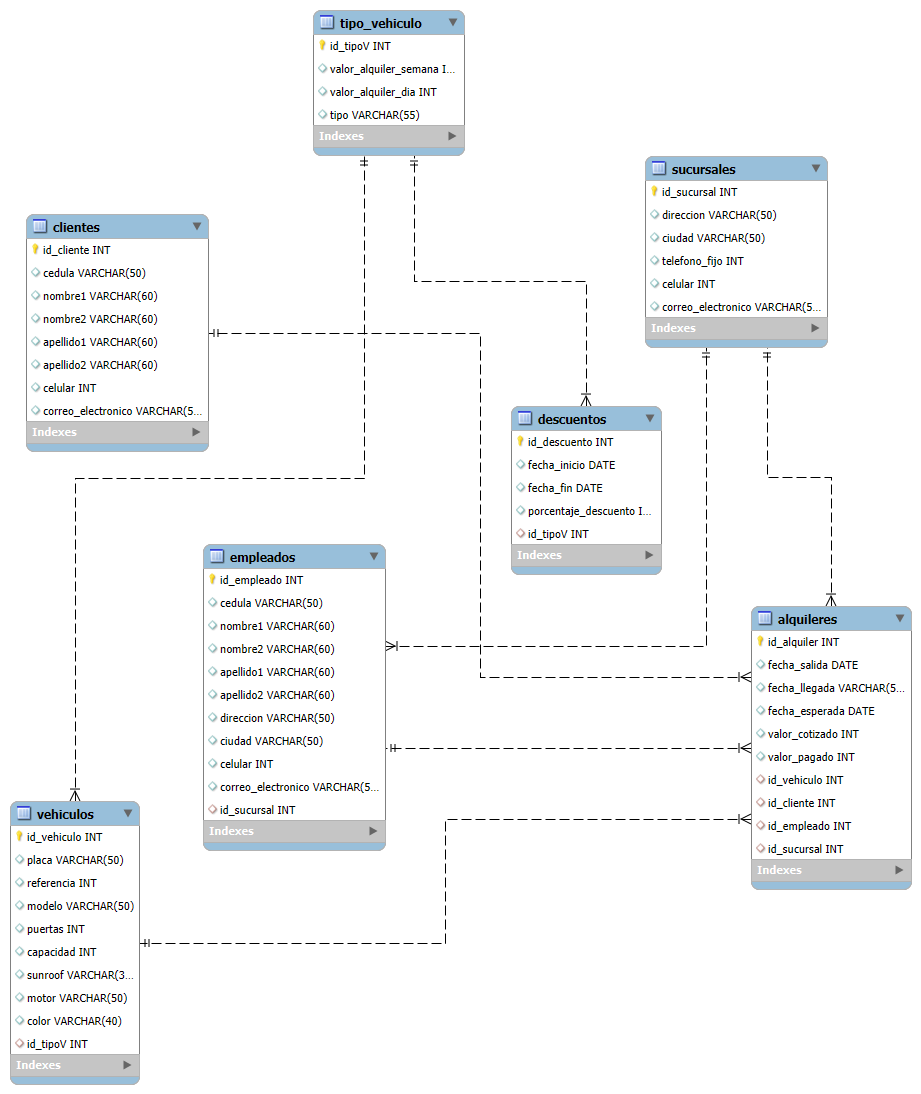 tipo_vehiculo
id_tipoV INT
valor_alquiler_semana I...
valor_alquiler_dia INT
tipo VARCHAR(55)
Indexes
sucursales
id_sucursal INT
direccion VARCHAR(50)
ciudad VARCHAR(50)
telefono_fijo INT
celular INT
correo_electronico VARCHAR(5...
Indexes
clientes
id_cliente INT
cedula VARCHAR(50)
nombre1 VARCHAR(60)
nombre2 VARCHAR(60)
apellido1 VARCHAR(60)
apellido2 VARCHAR(60)
celular INT
correo_electronico VARCHAR(5...
Indexes
descuentos
id_descuento INT
fecha_inicio DATE
fecha_fin DATE
porcentaje_descuento I...
id_tipoV INT
Indexes
empleados
id_empleado INT
cedula VARCHAR(50)
nombre1 VARCHAR(60)
nombre2 VARCHAR(60)
apellido1 VARCHAR(60)
apellido2 VARCHAR(60)
direccion VARCHAR(50)
ciudad VARCHAR(50)
celular INT
correo_electronico VARCHAR(5...
id_sucursal INT
Indexes
alquileres
id_alquiler INT
fecha_salida DATE
fecha_llegada VARCHAR(5...
fecha_esperada DATE
valor_cotizado INT
valor_pagado INT
id_vehiculo INT
id_cliente INT
id_empleado INT
id_sucursal INT
Indexes
vehiculos
id_vehiculo INT
placa VARCHAR(50)
referencia INT
modelo VARCHAR(50)
puertas INT
capacidad INT
sunroof VARCHAR(3...
motor VARCHAR(50)
color VARCHAR(40)
id_tipoV INT
Indexes